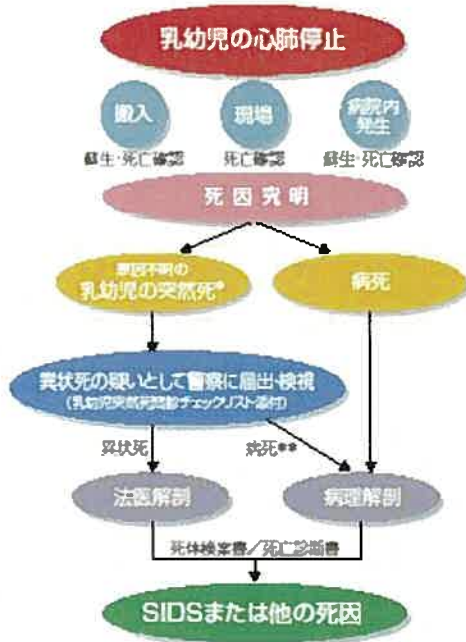 乳幼児の心肺停止
搬入
現場
病院内
発生
蘇生・死亡確認
死亡確認
蘇生・死亡確認
死因究明
原因不明の
乳幼児の突然死*
病死
異状死の疑いとして警察に届出・検視
(乳幼児突然死問診チェックリスト添付)
異状死
病死**
法医解剖
病理解剖
死体検案書／死亡診断書
SIDSまたは他の死因